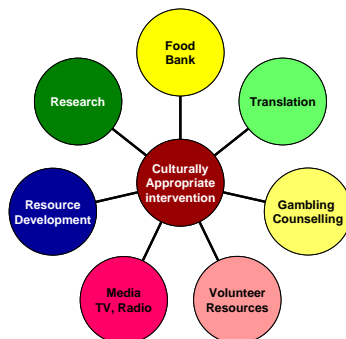 Food
Bank
Research
Translation
Culturally
Appropriate
intervention
Resource
Development
Gambling
Counselling
Media
TV, Radio
Volunteer
Resources